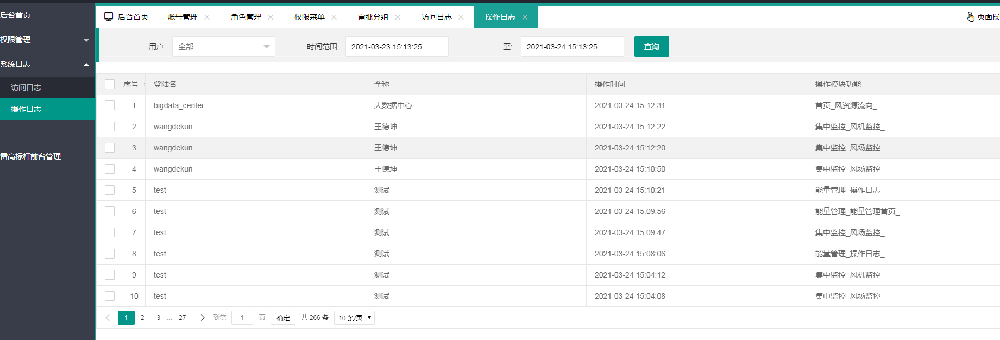 后台首页
权限管理
系统日志
访问日志
操作日志
-
雷高标杆前台管理
后台首页 账号管理 角色管理 权限菜单 审批分组 访问日志 操作日志 页面操
用户 全部 时间范围 2021-03-23 15:13:25 至: 2021-03-24 15:13:25 查询
序号 登陆名 全称 操作时间 操作模块功能
1 bigdata_center 大数据中心 2021-03-24 15:12:31 首页_风资源流向_
2 wangdekun 王德坤 2021-03-24 15:12:22 集中监控_风机监控_
3 wangdekun 王德坤 2021-03-24 15:12:20 集中监控_风场监控_
4 wangdekun 王德坤 2021-03-24 15:10:50 集中监控_风场监控_
5 test 测试 2021-03-24 15:10:21 能量管理_操作日志_
6 test 测试 2021-03-24 15:09:56 能量管理_能量管理首页_
7 test 测试 2021-03-24 15:09:47 集中监控_风场监控_
8 test 测试 2021-03-24 15:08:06 能量管理_操作日志_
9 test 测试 2021-03-24 15:04:12 集中监控_风机监控_
10 test 测试 2021-03-24 15:04:08 集中监控_风场监控_
1 2 3 ... 27 到第 1 页 确定 共 266 条 10 条/页